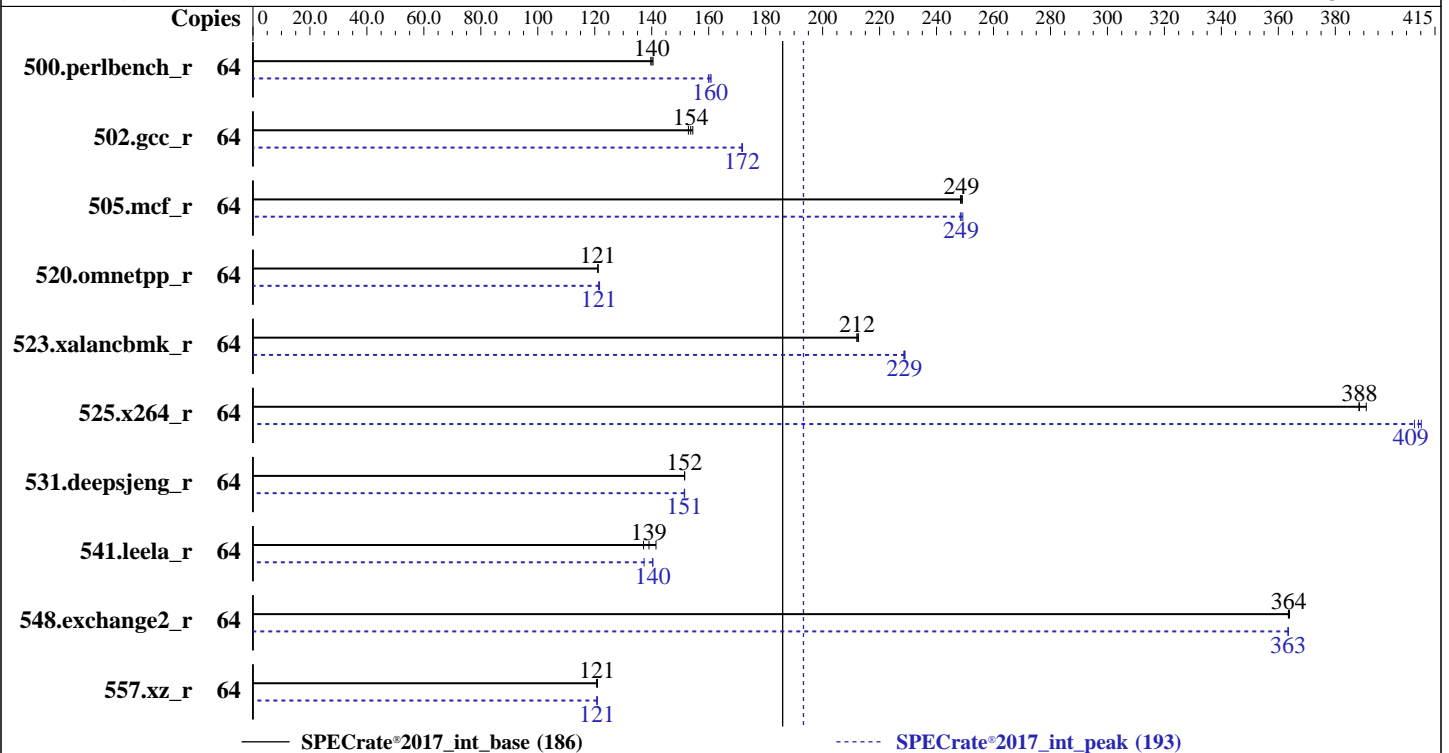 Copies 0 20.0 40.0 60.0 80.0 100 120 140 160 180 200 220 240 260 280 300 320 340 360 380 415
500.perlbench_r 64 140
160
502.gcc_r 64 154
172
505.mcf_r 64 249
249
520.omnetpp_r 64 121
121
523.xalancbmk_r 64 212
229
525.x264_r 64 388
409
531.deepsjeng_r 64 152
151
541.leela_r 64 139
140
548.exchange2_r 64 364
363
557.xz_r 64 121
121
SPECrate®2017_int_base (186) SPECrate®2017_int_peak (193)